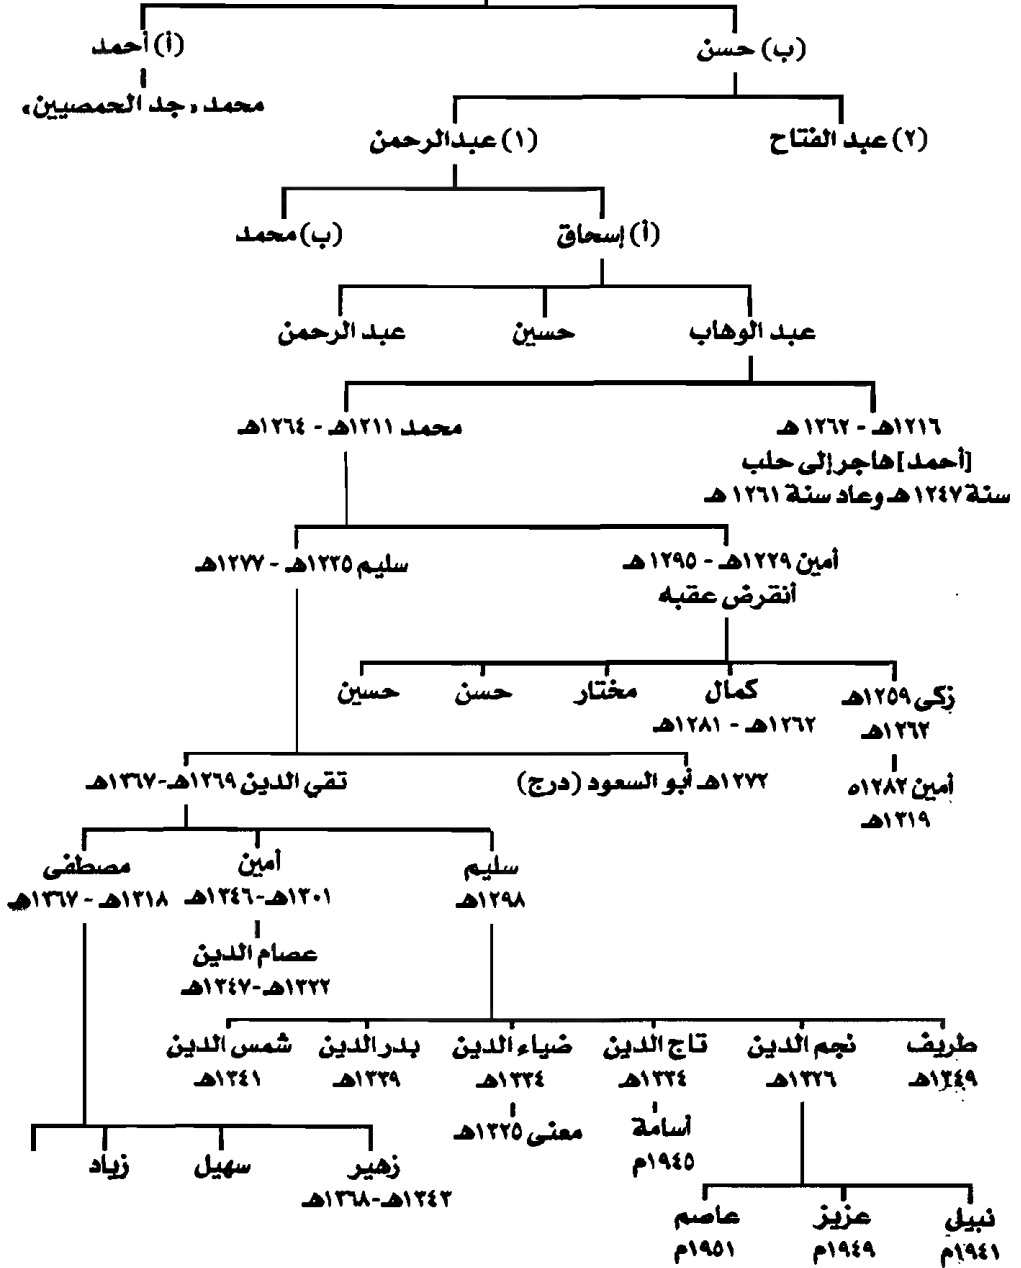 (ب) حسن
(أ) أحمد
محمد «جد الحمصيين»
(٢) عبد الفتاح
(١) عبدالرحمن
(أ) إسحاق
(ب) محمد
عبد الوهاب
حسين
عبد الرحمن
١٢١٦هـ - ١٢٦٢هـ
[أحمد] هاجر إلى حلب
سنة ١٢٤٧هـ وعاد سنة ١٢٦١هـ
محمد ١٢١١هـ - ١٢٦٤هـ
أمين ١٢٢٩هـ - ١٢٩٥هـ
أنقرض عقبه
سليم ١٢٣٥هـ - ١٢٧٧هـ
زكي ١٢٥٩هـ
١٢٦٢هـ
كمال
١٢٦٢هـ - ١٢٨١هـ
مختار
حسن
حسين
أمين ١٢٨٢ه
١٣١٩هـ
١٢٧٢هـ أبو السعود (درج)
تقي الدين ١٢٦٩هـ-١٣٦٧هـ
سليم
١٢٩٨هـ
أمين
١٣٠١هـ-١٣٤٦هـ
مصطفى
١٣١٨هـ - ١٣٦٧هـ
عصام الدين
١٣٢٢هـ-١٣٤٧هـ
طريف
١٣٤٩هـ
نجم الدين
١٣٢٦هـ
تاج الدين
١٣٣٤هـ
ضياء الدين
١٣٣٤هـ
بدر الدين
١٣٣٩هـ
شمس الدين
١٣٤١هـ
أسامة
١٩٤٥م
معنى ١٣٢٥هـ
زهير
١٣٤٣هـ-١٣٦٨هـ
سهيل
زياد
نبيل
١٩٤١م
عزيز
١٩٤٩م
عاصم
١٩٥١م